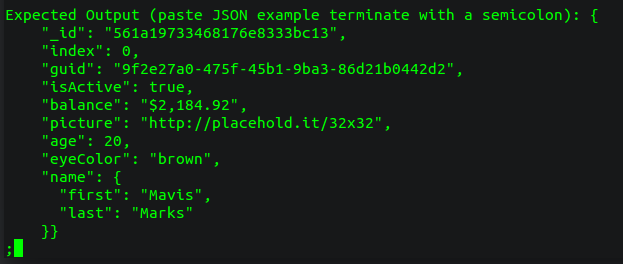 Expected Output (paste JSON example terminate with a semicolon): {
    "_id": "561a19733468176e8333bc13",
    "index": 0,
    "guid": "9f2e27a0-475f-45b1-9ba3-86d21b0442d2",
    "isActive": true,
    "balance": "$2,184.92",
    "picture": "http://placehold.it/32x32",
    "age": 20,
    "eyeColor": "brown",
    "name": {
      "first": "Mavis",
      "last": "Marks"
    }}
;